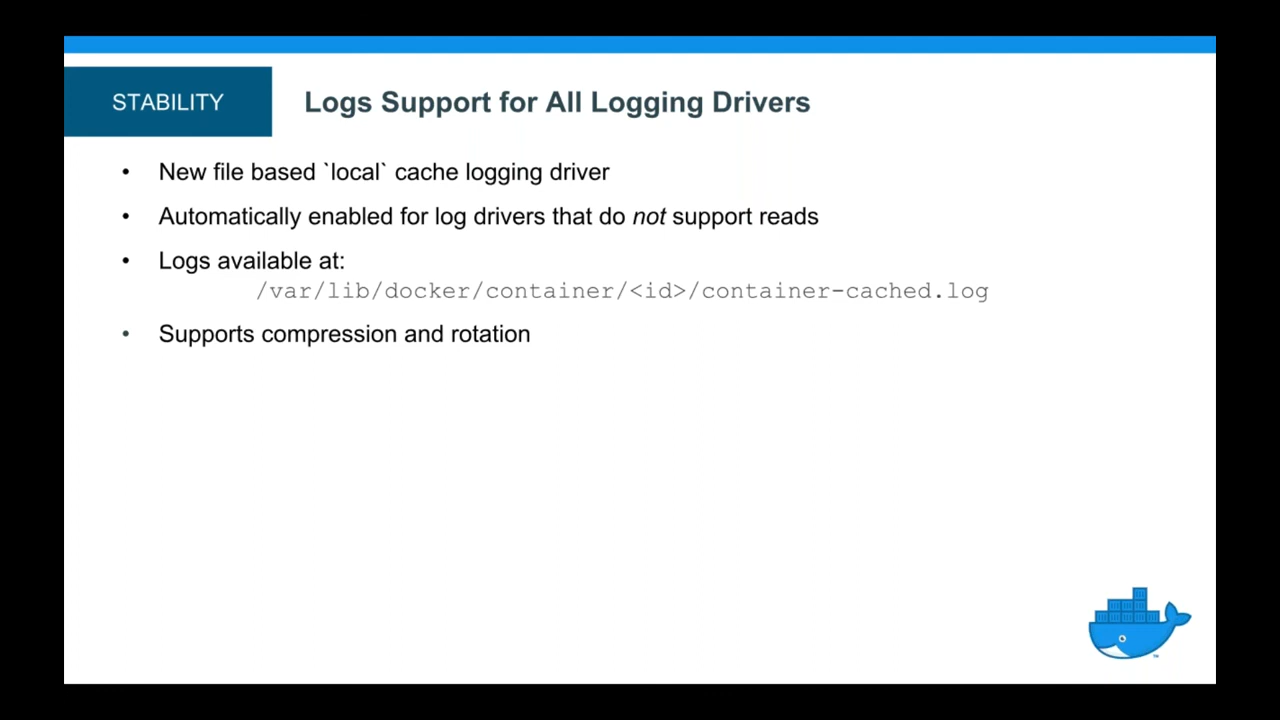 STABILITY
Logs Support for All Logging Drivers
• New file based `local` cache logging driver
• Automatically enabled for log drivers that do not support reads
• Logs available at:
/var/lib/docker/container/<id>/container-cached.log
• Supports compression and rotation